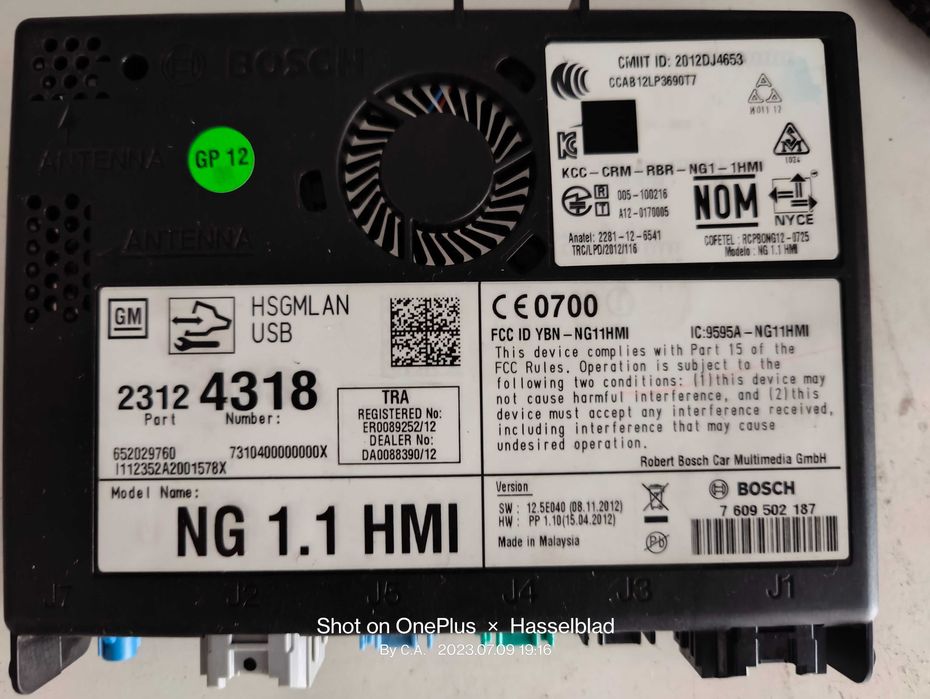 BOSCH
ANTENNA
GP 12
ANTENNA
CMIIT ID: 2012DJ4653
CCAB12LP3690T7
1024
KCC-CRM-RBR-NG1-1HMI
R 005-100216
T A12-0170005
NOM
NYCE
Anatel: 2281-12-6541
TRC/LPD/2012/116
COFETEL : RCPBONG12-0725
Modelo : NG 1.1 HMI
GM
HSGMLAN
USB
2312 4318
Part Number:
TRA
REGISTERED No:
ER0089252/12
DEALER No:
DA0088390/12
652029760 7310400000000X
I112352A2001578X
Model Name:
NG 1.1 HMI
CE0700
FCC ID YBN-NG11HMI IC:9595A-NG11HMI
This device complies with Part 15 of the
FCC Rules. Operation is subject to the
following two conditions: (1)this device may
not cause harmful interference, and (2)this
device must accept any interference received,
including interference that may cause
undesired operation.
Robert Bosch Car Multimedia GmbH
Version
SW : 12.5E040 (08.11.2012)
HW : PP 1.10(15.04.2012)
Made in Malaysia
Pb
BOSCH
7 609 502 187
J7 J2 J5 J4 J3 J1
Shot on OnePlus × Hasselblad
By C.A. 2023.07.09 19:16